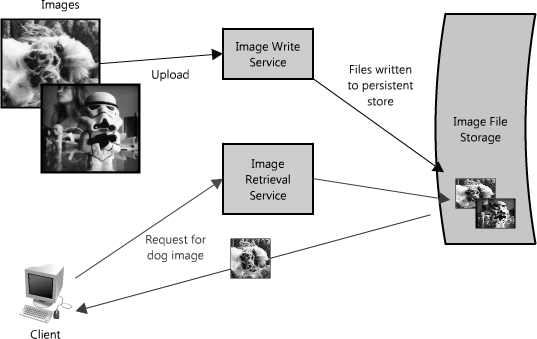 Images
Upload
Image Write
Service
Files written
to persistent
store
Image File
Storage
Image
Retrieval
Service
Request for
dog image
Client